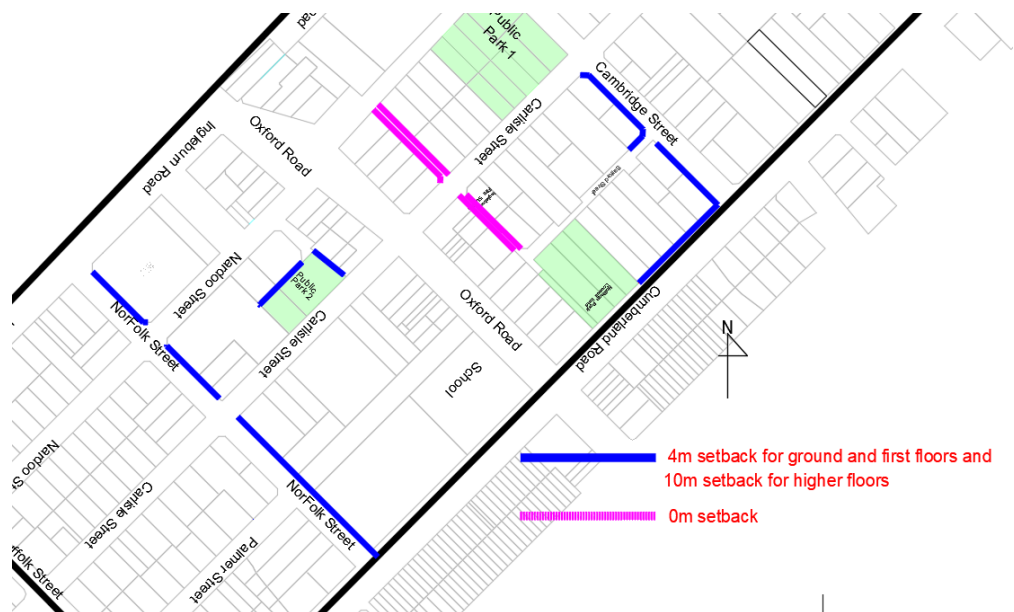 Road
Public
Park 1
Cambridge Street
Carlisle Street
Oxford Road
Ingleburn Road
Nardoo Street
Public
Park 2
NorFolk Street
Carlisle Street
Oxford Road
Cumberland Road
School
N
4m setback for ground and first floors and
10m setback for higher floors
0m setback
Nardoo St
Carlisle Street
NorFolk Street
Palmer Street
rfolk Street